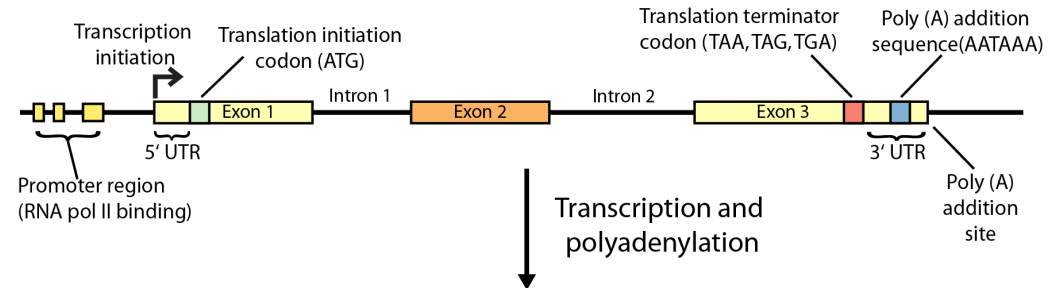 Transcription
initiation
Translation initiation
codon (ATG)
Translation terminator
codon (TAA, TAG, TGA)
Poly (A) addition
sequence(AATAAA)
Exon 1
Intron 1
Exon 2
Intron 2
Exon 3
5‘ UTR
3‘ UTR
Promoter region
(RNA pol II binding)
Poly (A)
addition
site
Transcription and
polyadenylation